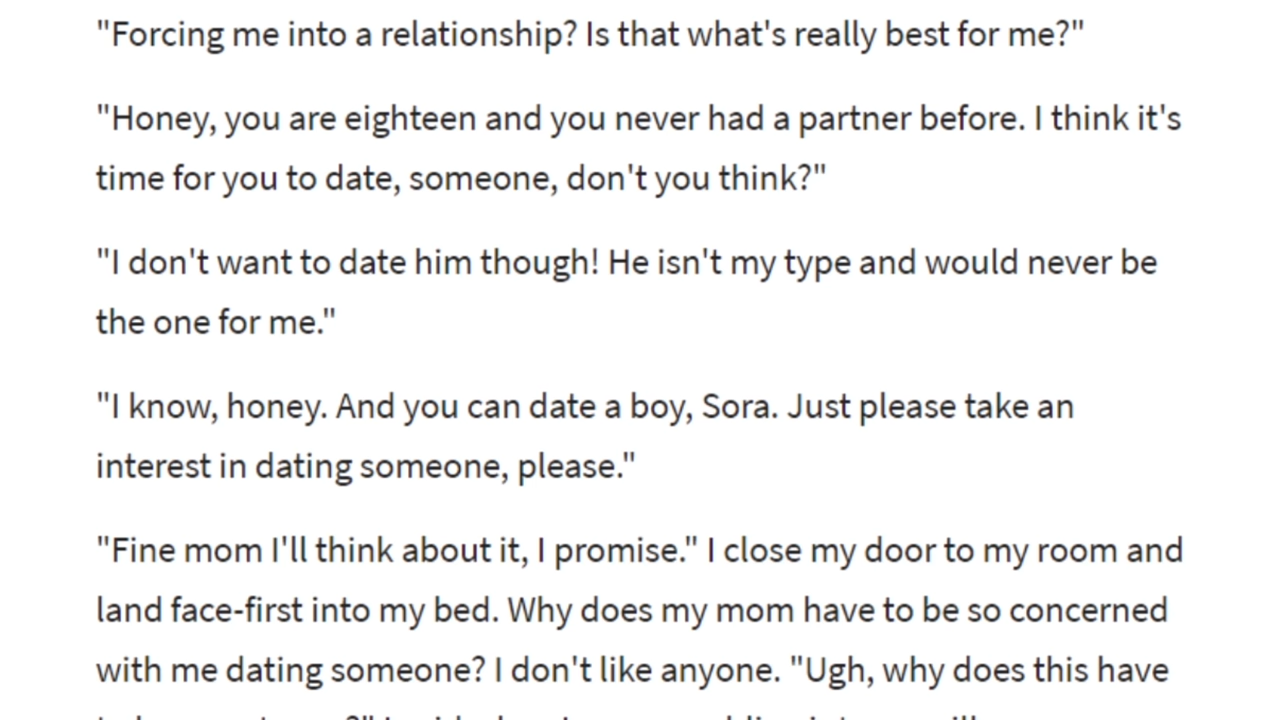 "Forcing me into a relationship? Is that what's really best for me?"
"Honey, you are eighteen and you never had a partner before. I think it's
time for you to date, someone, don't you think?"
"I don't want to date him though! He isn't my type and would never be
the one for me."
"I know, honey. And you can date a boy, Sora. Just please take an
interest in dating someone, please."
"Fine mom I'll think about it, I promise." I close my door to my room and
land face-first into my bed. Why does my mom have to be so concerned
with me dating someone? I don't like anyone. "Ugh, why does this have